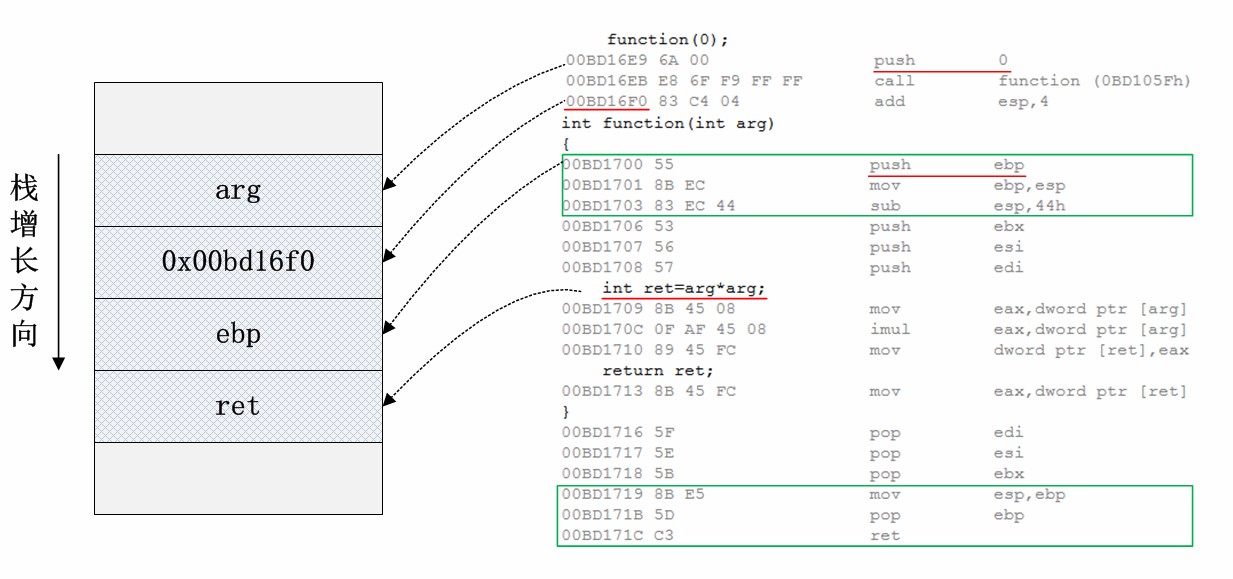 栈增长方向
arg
0x00bd16f0
ebp
ret
function(0);
00BD16E9 6A 00 push 0
00BD16EB E8 6F F9 FF FF call function (0BD105Fh)
00BD16F0 83 C4 04 add esp,4
int function(int arg)
{
00BD1700 55 push ebp
00BD1701 8B EC mov ebp,esp
00BD1703 83 EC 44 sub esp,44h
00BD1706 53 push ebx
00BD1707 56 push esi
00BD1708 57 push edi
int ret=arg*arg;
00BD1709 8B 45 08 mov eax,dword ptr [arg]
00BD170C 0F AF 45 08 imul eax,dword ptr [arg]
00BD1710 89 45 FC mov dword ptr [ret],eax
return ret;
00BD1713 8B 45 FC mov eax,dword ptr [ret]
}
00BD1716 5F pop edi
00BD1717 5E pop esi
00BD1718 5B pop ebx
00BD1719 8B E5 mov esp,ebp
00BD171B 5D pop ebp
00BD171C C3 ret